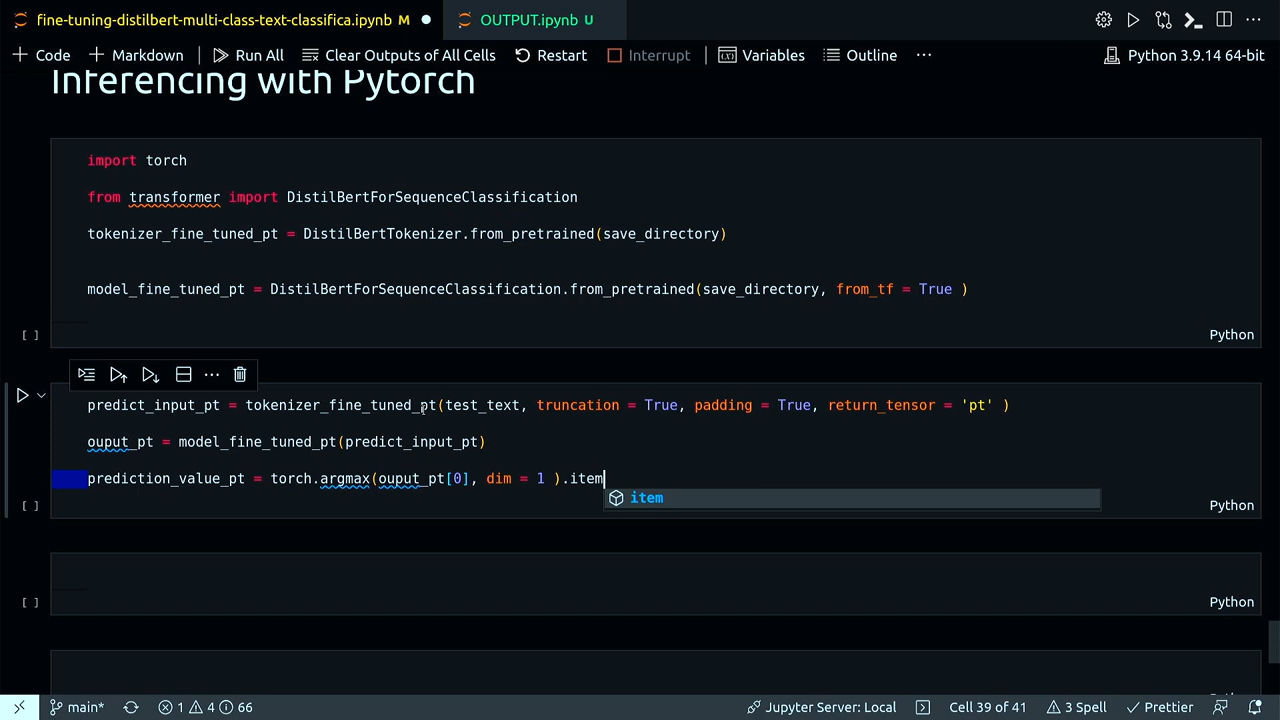 fine-tuning-distilbert-multi-class-text-classifica.ipynb M
OUTPUT.ipynb U
Code
Markdown
Run All
Clear Outputs of All Cells
Restart
Interrupt
Variables
Outline
Python 3.9.14 64-bit
Inferencing with Pytorch
import torch
from transformer import DistilBertForSequenceClassification
tokenizer_fine_tuned_pt = DistilBertTokenizer.from_pretrained(save_directory)
model_fine_tuned_pt = DistilBertForSequenceClassification.from_pretrained(save_directory, from_tf = True )
[ ]
Python
predict_input_pt = tokenizer_fine_tuned_pt(test_text, truncation = True, padding = True, return_tensor = 'pt' )
ouput_pt = model_fine_tuned_pt(predict_input_pt)
prediction_value_pt = torch.argmax(ouput_pt[0], dim = 1 ).item
item
[ ]
Python
[ ]
Python
main*
1
4
66
Jupyter Server: Local
Cell 39 of 41
3 Spell
Prettier